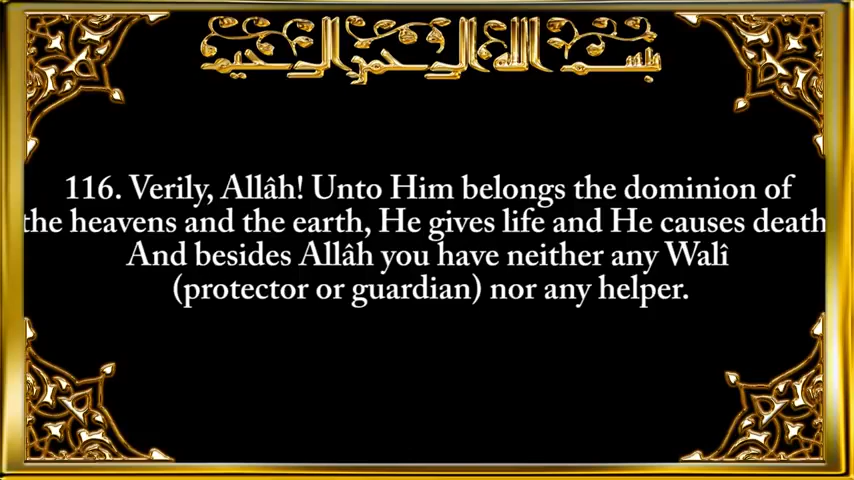 بسم الله الرحمن الرحيم
116. Verily, Allâh! Unto Him belongs the dominion of
the heavens and the earth, He gives life and He causes death
And besides Allâh you have neither any Walî
(protector or guardian) nor any helper.